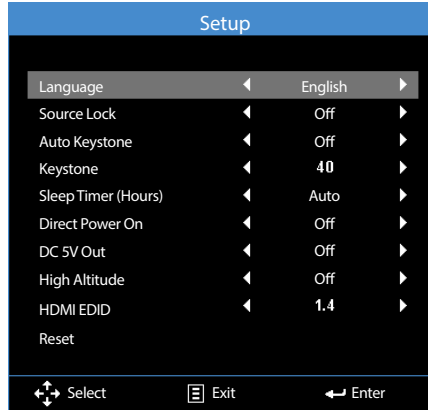 Setup
Language English
Source Lock Off
Auto Keystone Off
Keystone 40
Sleep Timer (Hours) Auto
Direct Power On Off
DC 5V Out Off
High Altitude Off
HDMI EDID 1.4
Reset
Select Exit Enter